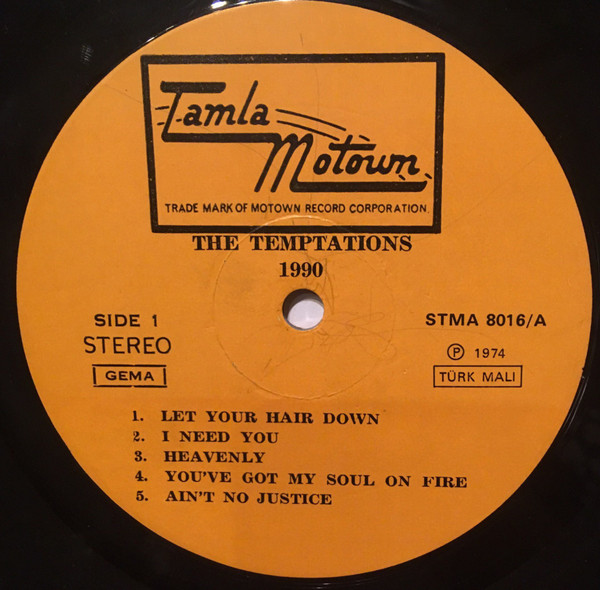 Tamla
Motown
TRADE MARK OF MOTOWN RECORD CORPORATION
THE TEMPTATIONS
1990
SIDE 1
STEREO
GEMA
STMA 8016/A
Ⓟ 1974
TÜRK MALI
1. LET YOUR HAIR DOWN
2. I NEED YOU
3. HEAVENLY
4. YOU'VE GOT MY SOUL ON FIRE
5. AIN'T NO JUSTICE